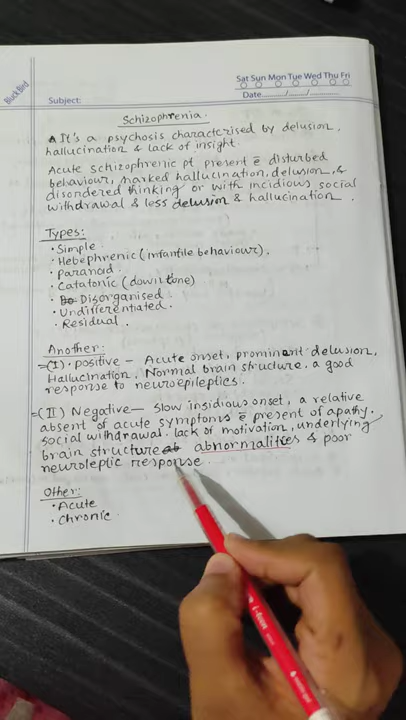 Black Bird
Sat Sun Mon Tue Wed Thu Fri
Subject:
Date......./......./............
Schizophrenia.
It's a psychosis characterised by delusion,
hallucination & lack of insight.
Acute schizophrenic pt present ē disturbed
behaviour, marked hallucination, delusion, &
disordered thinking or with incidious social
withdrawal & less delusion & hallucination.
Types:
• Simple
• Hebephrenic (infantile behaviour).
• Paranoid.
• Catatonic (down tone)
• Disorganised.
• Undifferentiated.
• Residual.
Another:
(I) Positive – Acute onset, prominent delusion,
Hallucination, Normal brain structure, a good
response to neuroepileptics.
(II) Negative – Slow insidious onset, a relative
absent of acute symptoms ē present of apathy,
social withdrawal, lack of motivation, underlying
brain structure abnormalities & poor
neuroleptic response.
Other:
• Acute
• Chronic.